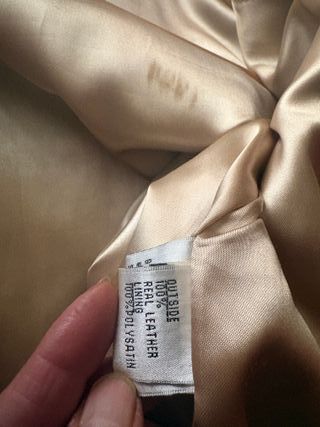 OUTSIDE
100%
REAL LEATHER
LINING
100%POLYSATIN